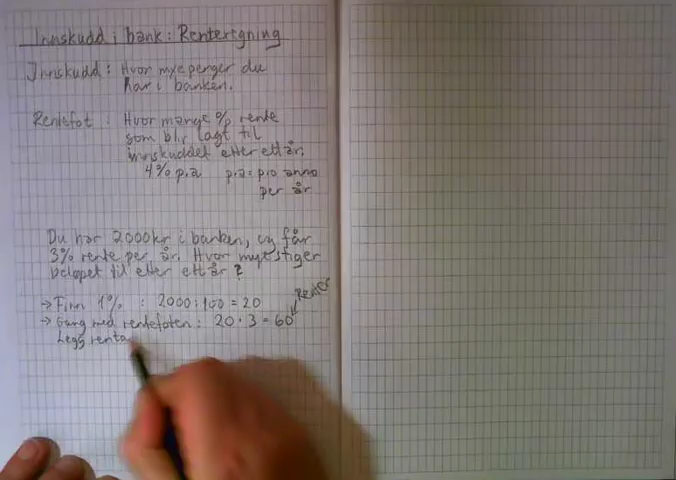 Innskudd i bank: Renteregning
Innskudd: Hvor mye penger du
har i banken.
Rentefot: Hvor mange % rente
som blir lagt til
innskuddet etter ett år.
4% p.a p.a = pro anno
per år
Du har 2000kr i banken, og får
3% rente per år. Hvor mye stiger
beløpet til etter ett år?
→ Finn 1% : 2000:100 = 20
Renter
→ Gang med rentefoten: 20 · 3 = 60
Legg renta